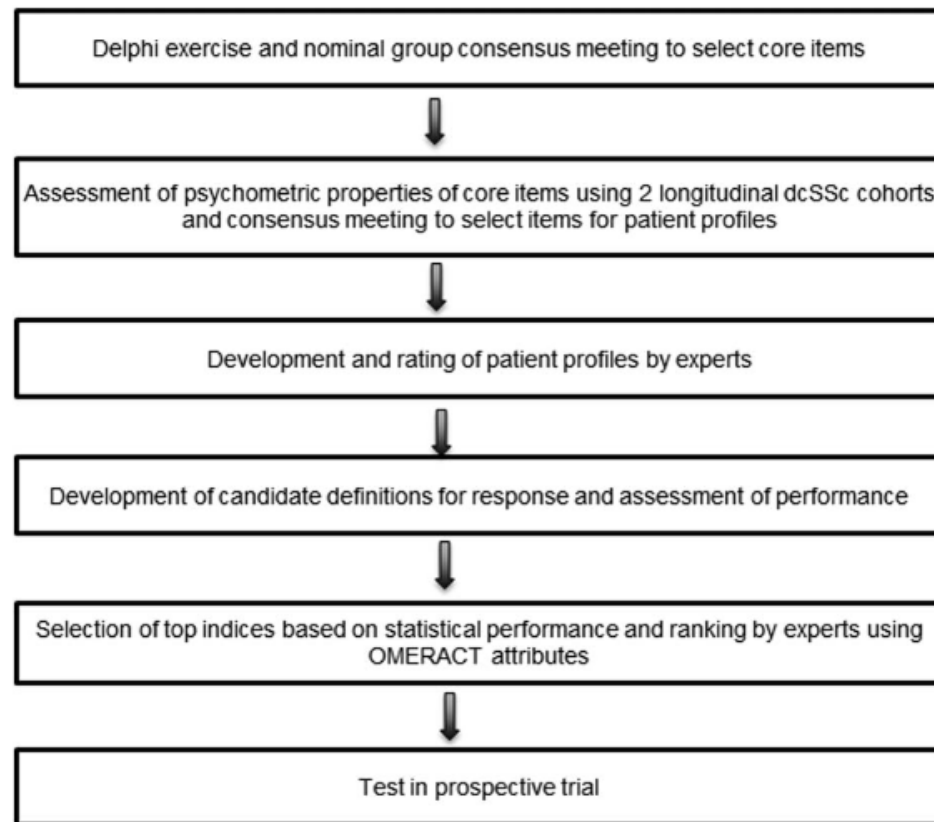 Delphi exercise and nominal group consensus meeting to select core items
Assessment of psychometric properties of core items using 2 longitudinal dcSSc cohorts
and consensus meeting to select items for patient profiles
Development and rating of patient profiles by experts
Development of candidate definitions for response and assessment of performance
Selection of top indices based on statistical performance and ranking by experts using
OMERACT attributes
Test in prospective trial